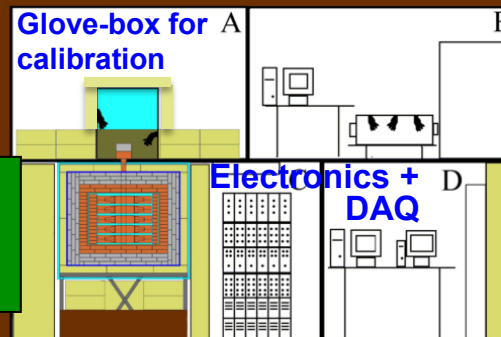 Glove-box for
calibration
A
B
Electronics +
DAQ
C
D